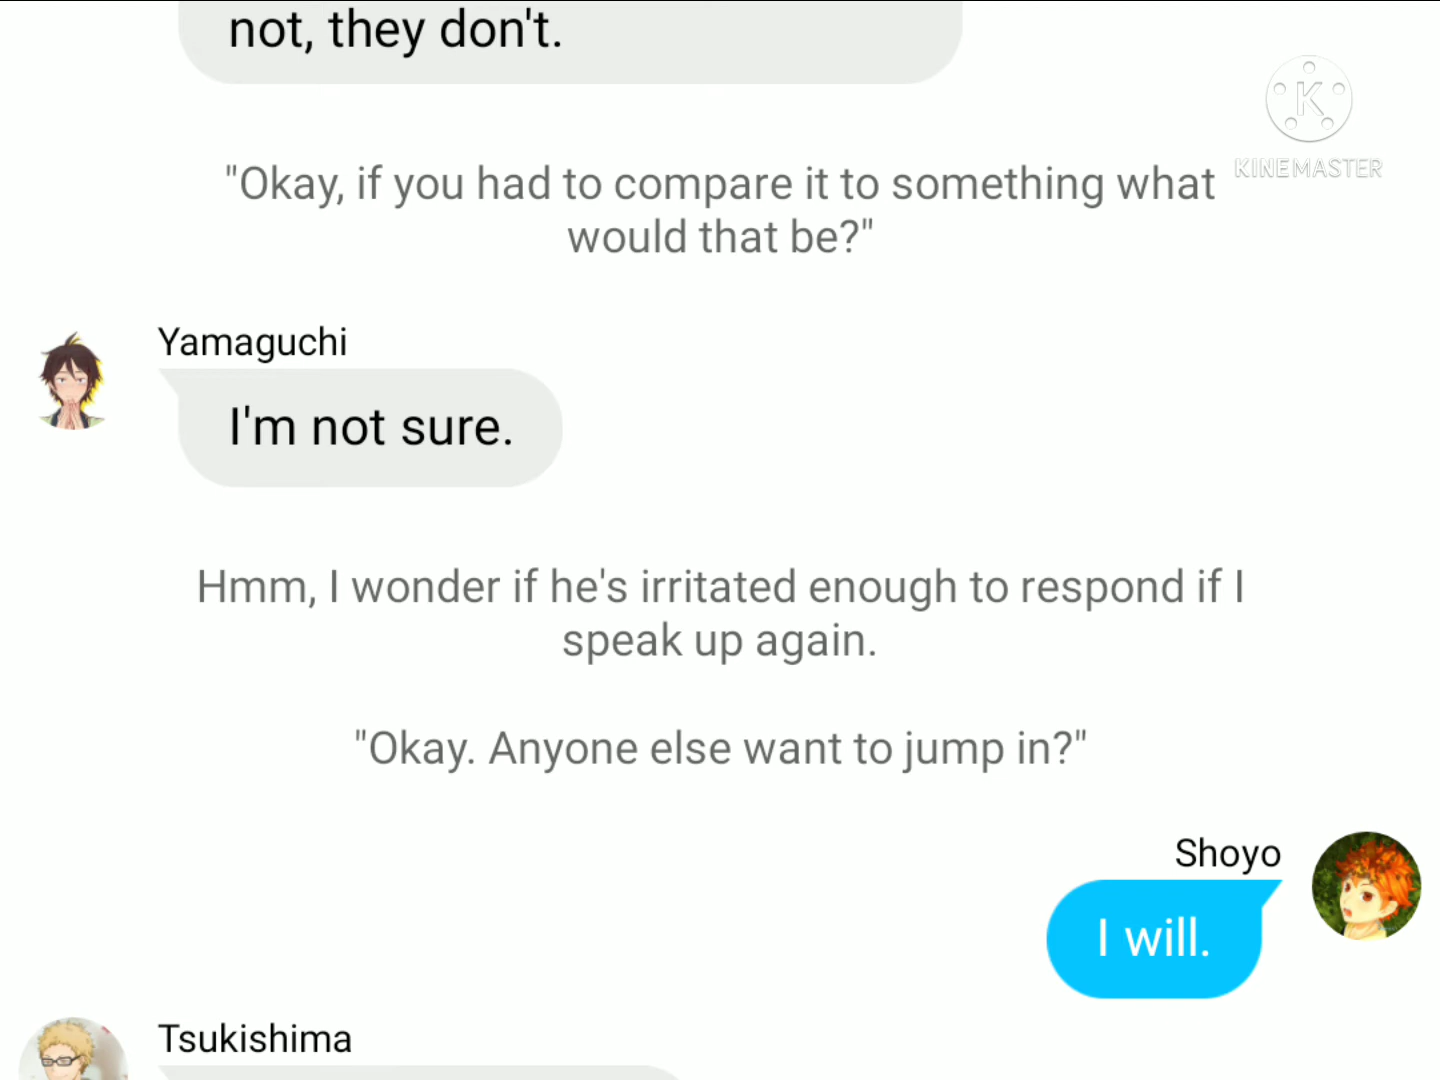 not, they don't.
K
KINEMASTER
"Okay, if you had to compare it to something what
would that be?"
Yamaguchi
I'm not sure.
Hmm, I wonder if he's irritated enough to respond if I
speak up again.
"Okay. Anyone else want to jump in?"
Shoyo
I will.
Tsukishima